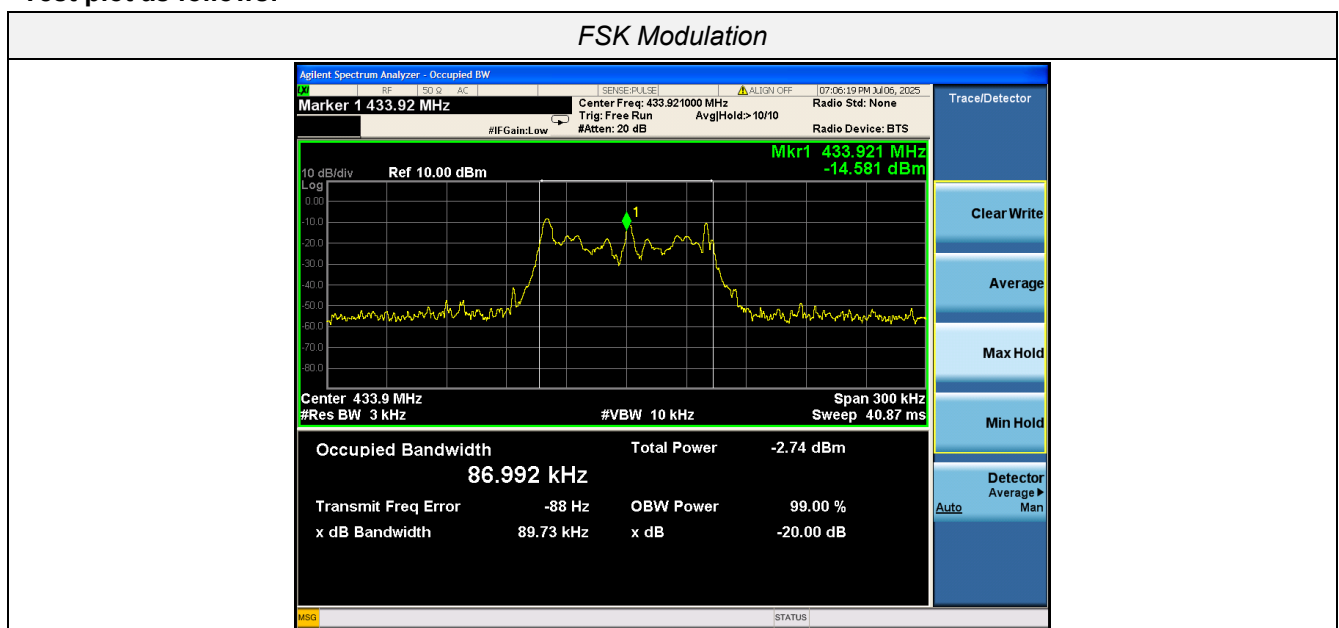 Test plot as follows:
FSK Modulation
Agilent Spectrum Analyzer - Occupied BW
LXI RF 50 Ω AC SENSE:PULSE ALIGN OFF 07:06:19 PM Jul 06, 2025
Marker 1 433.92 MHz
Center Freq: 433.921000 MHz Radio Std: None
Trig: Free Run Avg|Hold:>10/10
#IFGain:Low #Atten: 20 dB Radio Device: BTS
Trace/Detector
Mkr1 433.921 MHz
-14.581 dBm
10 dB/div Ref 10.00 dBm
Log
0.00
-10.0
-20.0
-30.0
-40.0
-50.0
-60.0
-70.0
-80.0
1
Center 433.9 MHz Span 300 kHz
#Res BW 3 kHz #VBW 10 kHz Sweep 40.87 ms
Occupied Bandwidth Total Power -2.74 dBm
86.992 kHz
Transmit Freq Error -88 Hz OBW Power 99.00 %
x dB Bandwidth 89.73 kHz x dB -20.00 dB
Clear Write
Average
Max Hold
Min Hold
Detector
Average
Auto Man
MSG STATUS